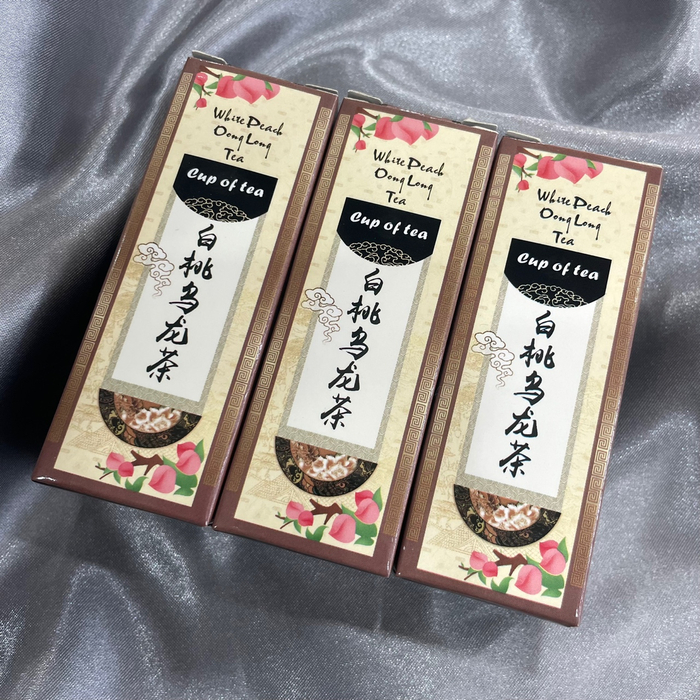 White Peach
Oong Long
Tea
Cup of tea
白桃乌龙茶
White Peach
Oong Long
Tea
Cup of tea
白桃乌龙茶
White Peach
Oong Long
Tea
Cup of tea
白桃乌龙茶